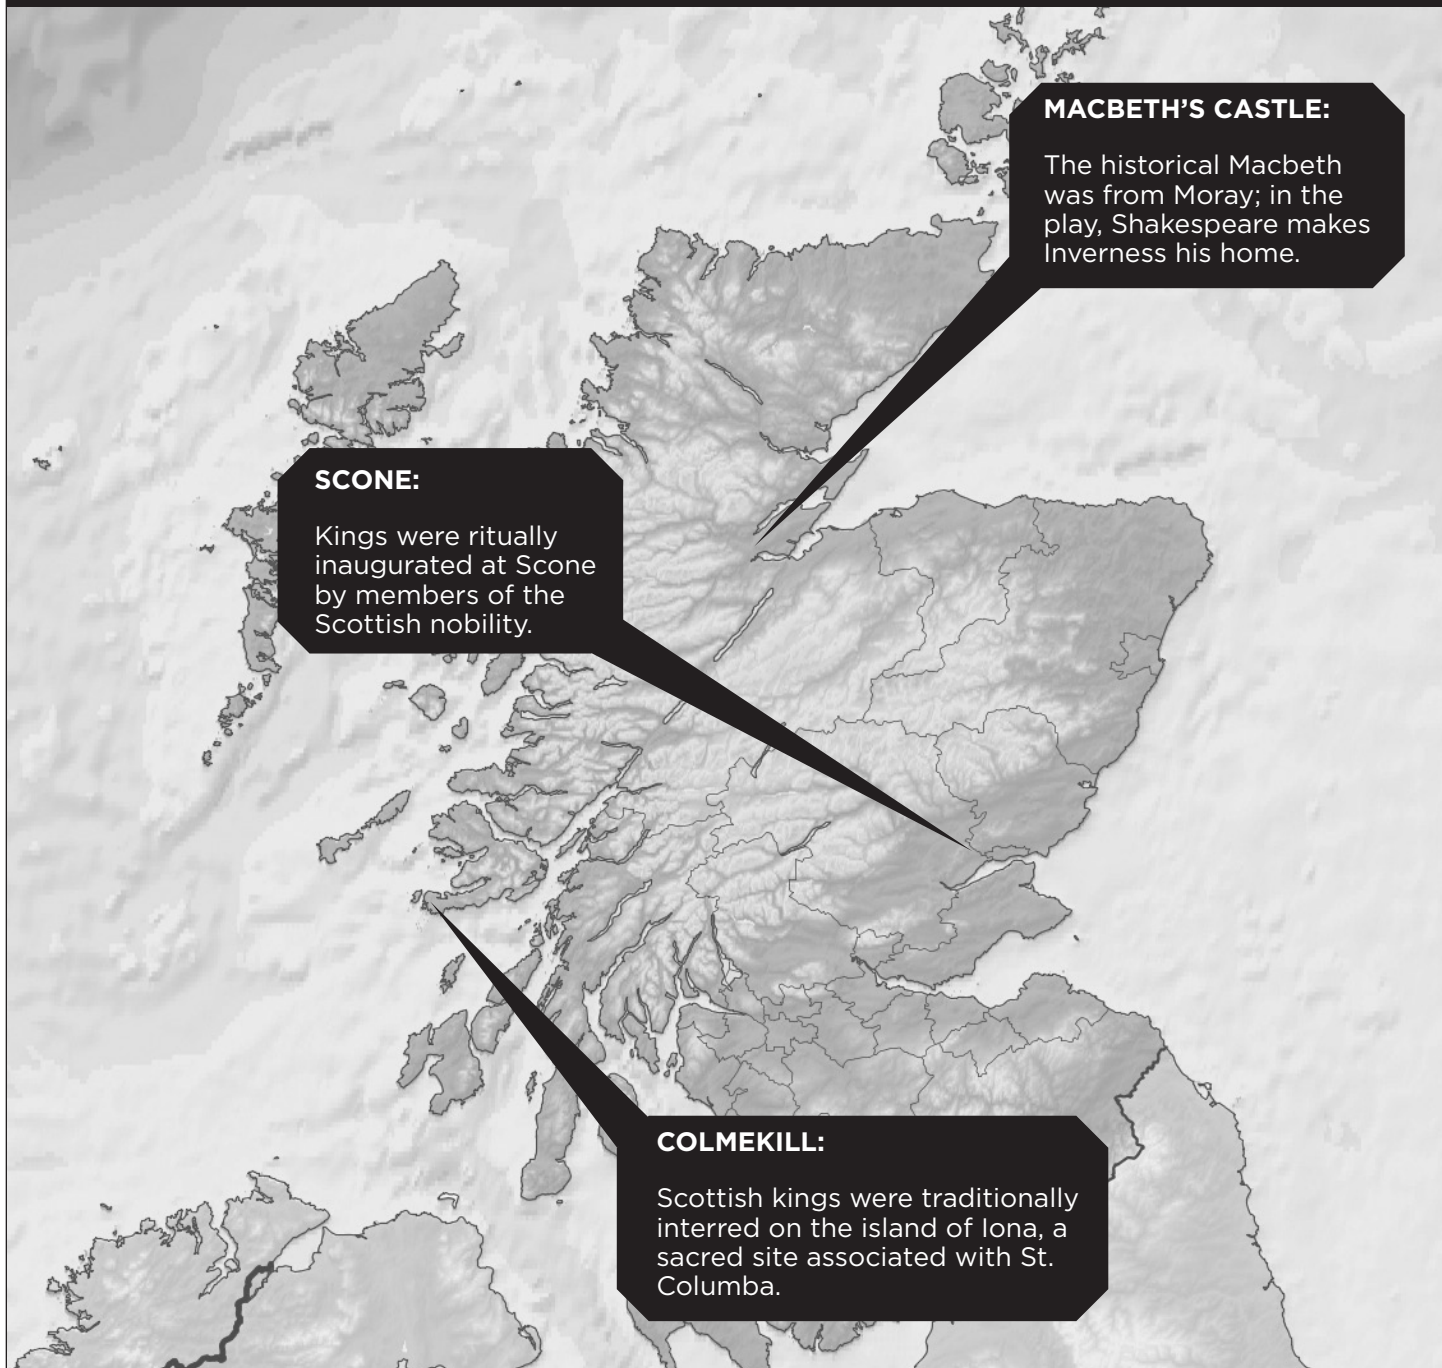 MACBETH’S CASTLE:
The historical Macbeth
was from Moray; in the
play, Shakespeare makes
Inverness his home.
SCONE:
Kings were ritually
inaugurated at Scone
by members of the
Scottish nobility.
COLMEKILL:
Scottish kings were traditionally
interred on the island of Iona, a
sacred site associated with St.
Columba.